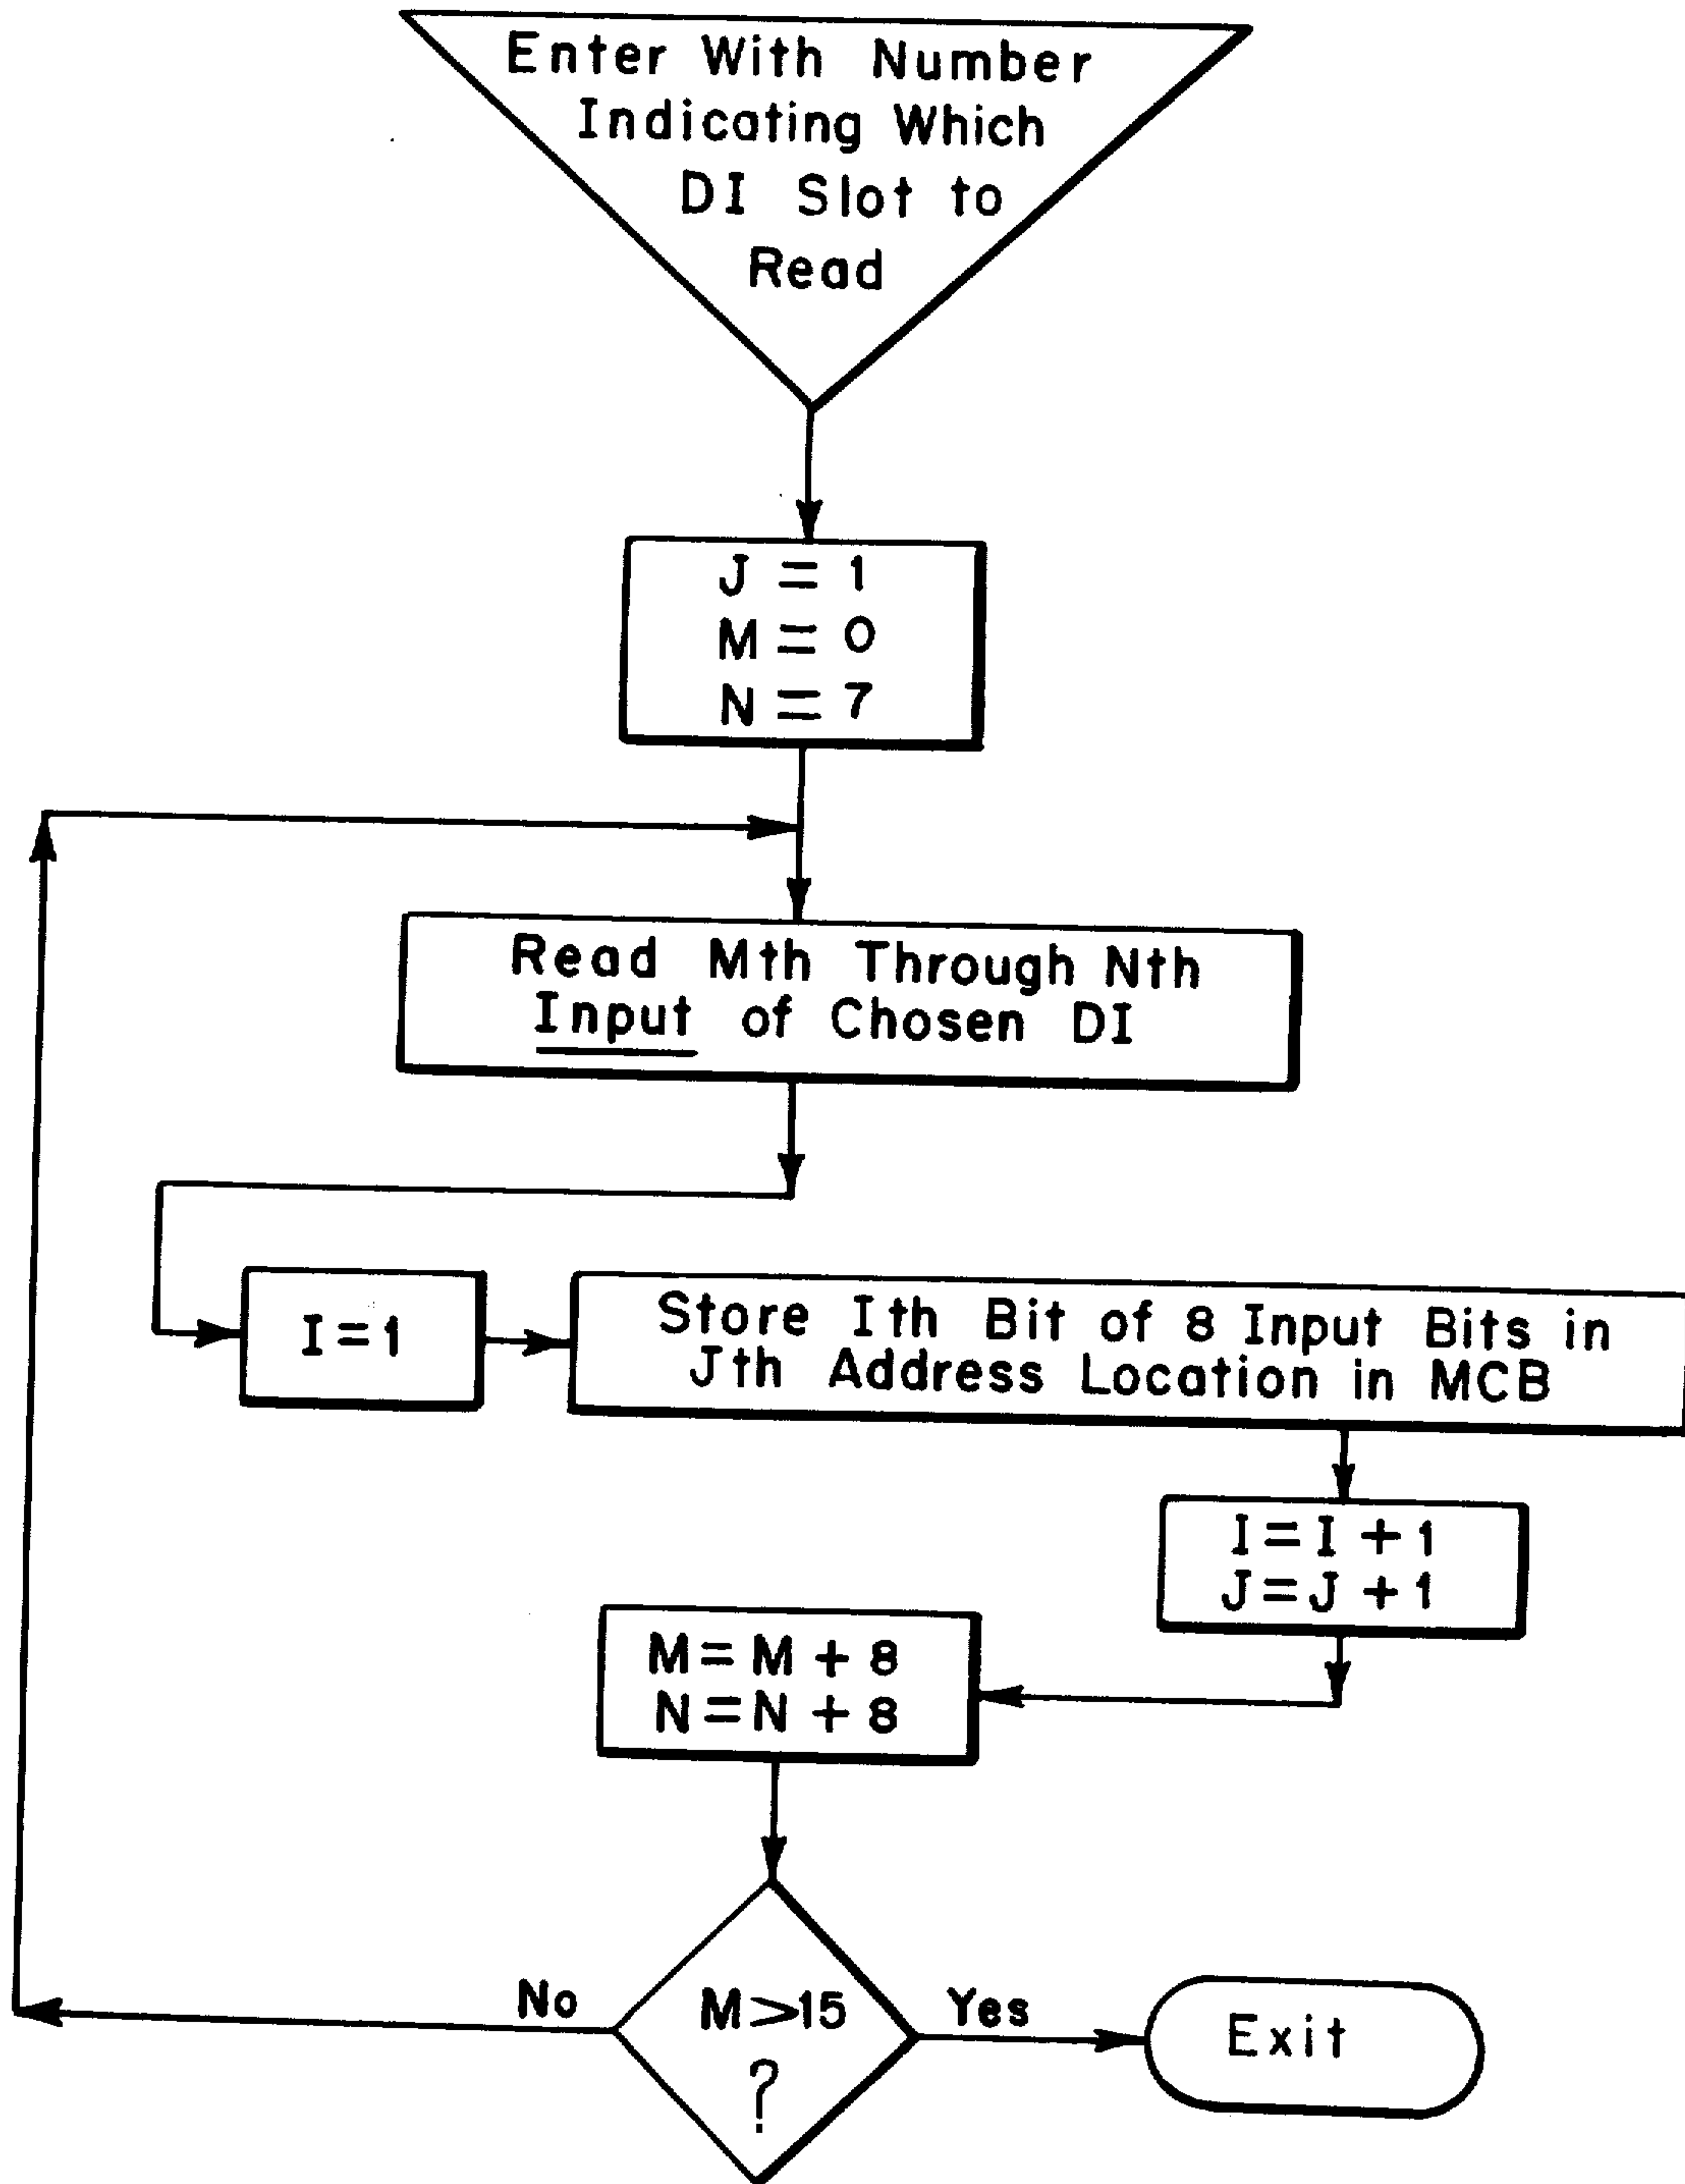 Enter With Number
Indicating Which
DI Slot to
Read
J = 1
M = 0
N = 7
Read Mth Through Nth
Input of Chosen DI
I = 1
Store Ith Bit of 8 Input Bits in
Jth Address Location in MCB
I = I + 1
J = J + 1
M = M + 8
N = N + 8
No
M > 15
?
Yes
Exit